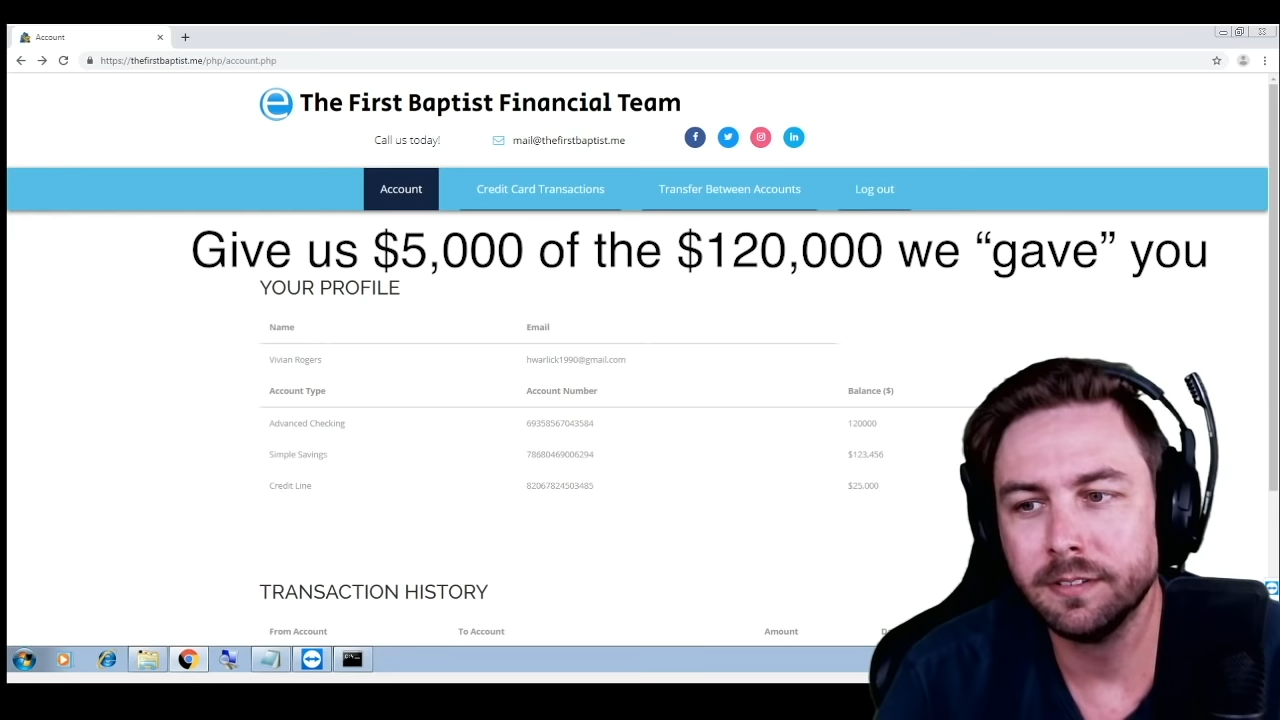 Account
https://thefirstbaptist.me/php/account.php
The First Baptist Financial Team
Call us today! mail@thefirstbaptist.me
Account Credit Card Transactions Transfer Between Accounts Log out
Give us $5,000 of the $120,000 we “gave” you
YOUR PROFILE
Name Email
Vivian Rogers hwarlick1990@gmail.com
Account Type Account Number Balance ($)
Advanced Checking 69358567043584 120000
Simple Savings 78680469006294 $123,456
Credit Line 82067824503485 $25,000
TRANSACTION HISTORY
From Account To Account Amount